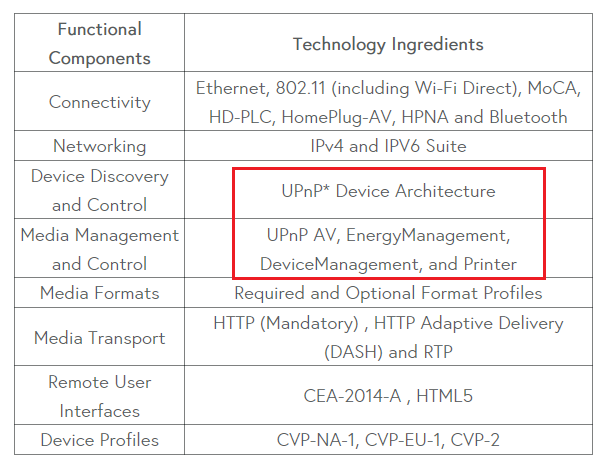 Functional
Components
Technology Ingredients
Connectivity
Ethernet, 802.11 (including Wi-Fi Direct), MoCA,
HD-PLC, HomePlug-AV, HPNA and Bluetooth
Networking
IPv4 and IPV6 Suite
Device Discovery
and Control
UPnP* Device Architecture
Media Management
and Control
UPnP AV, EnergyManagement,
DeviceManagement, and Printer
Media Formats
Required and Optional Format Profiles
Media Transport
HTTP (Mandatory) , HTTP Adaptive Delivery
(DASH) and RTP
Remote User
Interfaces
CEA-2014-A , HTML5
Device Profiles
CVP-NA-1, CVP-EU-1, CVP-2